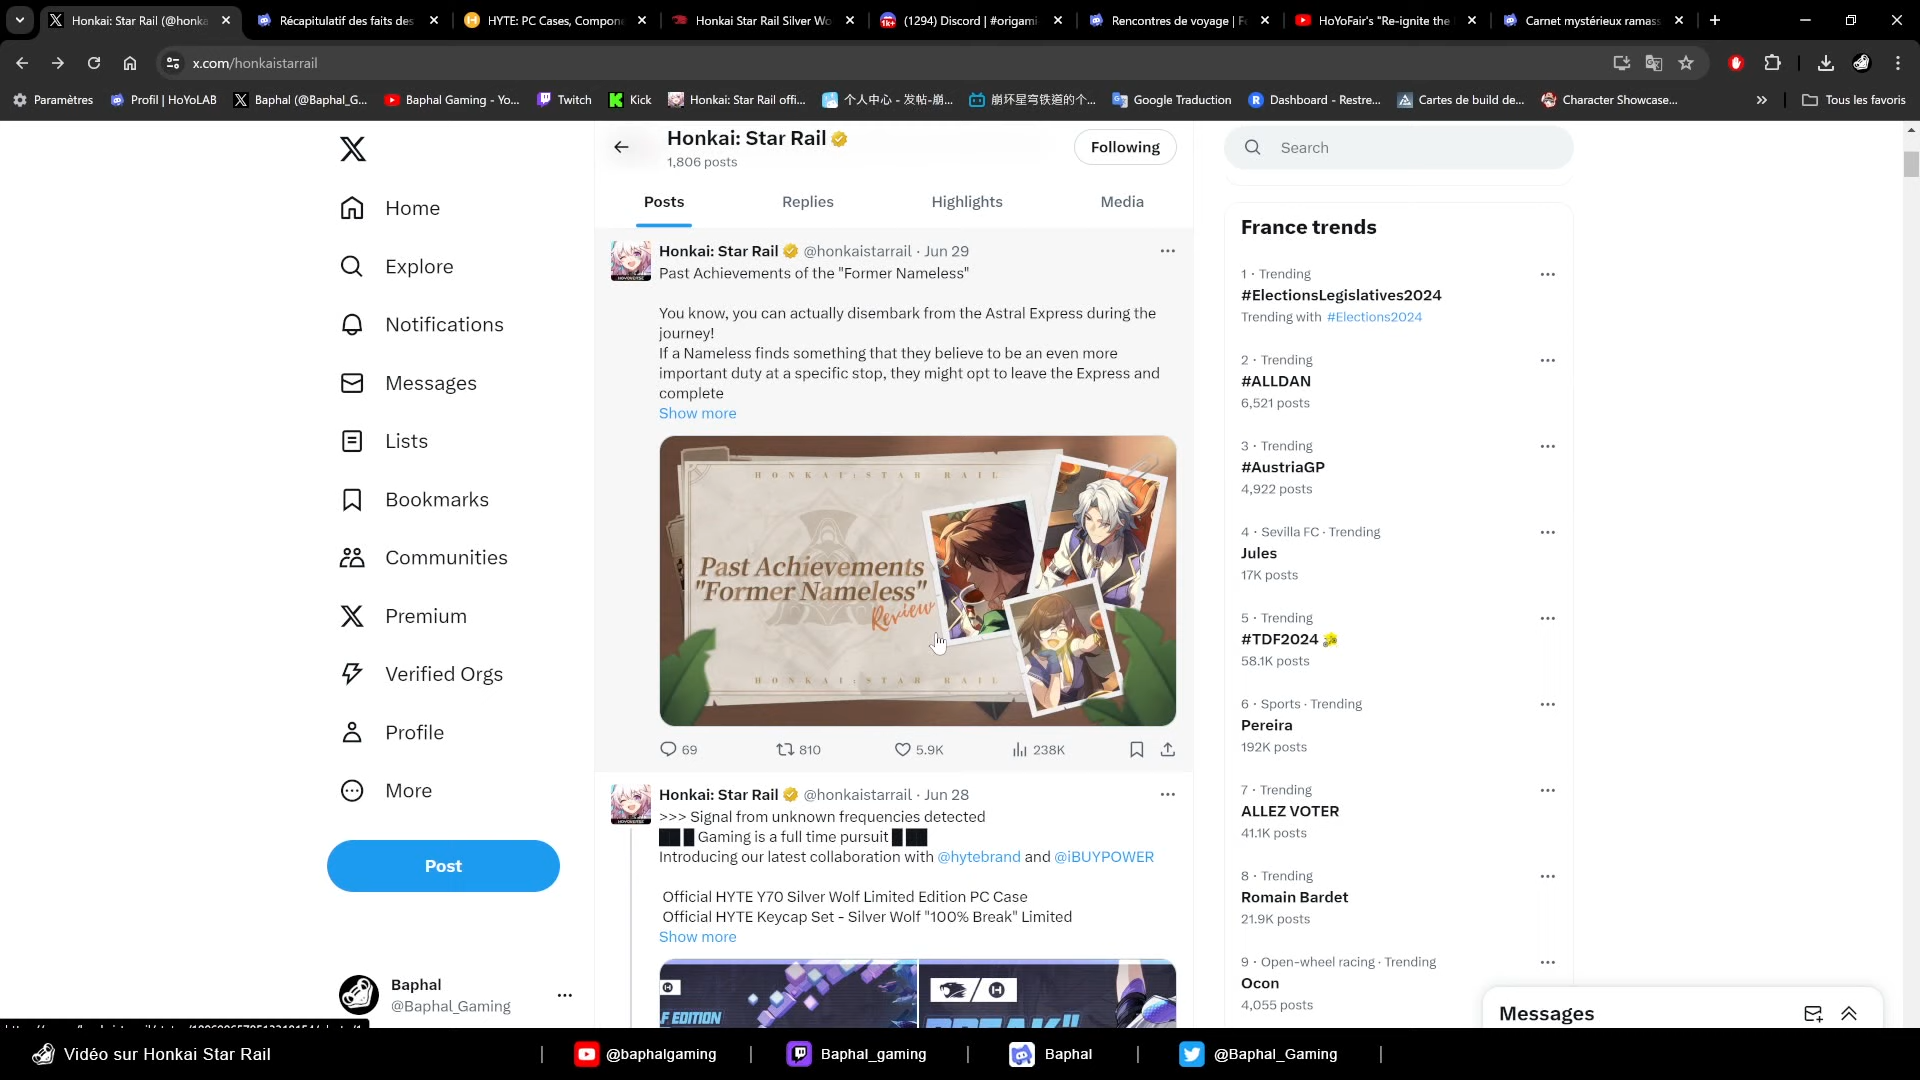 Honkai: Star Rail (@honka
Récapitulatif des faits des
HYTE: PC Cases, Compone
Honkai Star Rail Silver Wo
(1294) Discord | #origami
Rencontres de voyage | Fe
HoYoFair's "Re-ignite the
Carnet mystérieux ramas
x.com/honkaistarrail
Paramètres
Profil | HoYoLAB
Baphal (@Baphal_G...
Baphal Gaming - Yo...
Twitch
Kick
Honkai: Star Rail offi...
个人中心 - 发帖-崩...
崩坏星穹铁道的个...
Google Traduction
Dashboard - Restre...
Cartes de build de...
Character Showcase...
Tous les favoris
Home
Explore
Notifications
Messages
Lists
Bookmarks
Communities
Premium
Verified Orgs
Profile
More
Post
Baphal
@Baphal_Gaming
Honkai: Star Rail
1,806 posts
Following
Posts
Replies
Highlights
Media
Honkai: Star Rail @honkaistarrail · Jun 29
Past Achievements of the "Former Nameless"
You know, you can actually disembark from the Astral Express during the
journey!
If a Nameless finds something that they believe to be an even more
important duty at a specific stop, they might opt to leave the Express and
complete
Show more
HONKAI: STAR RAIL
Past Achievements
"Former Nameless"
Review
HONKAI: STAR RAIL
69
810
5.9K
238K
Honkai: Star Rail @honkaistarrail · Jun 28
>>> Signal from unknown frequencies detected
██ █ Gaming is a full time pursuit █ ██
Introducing our latest collaboration with @hytebrand and @iBUYPOWER
Official HYTE Y70 Silver Wolf Limited Edition PC Case
Official HYTE Keycap Set - Silver Wolf "100% Break" Limited
Show more
F EDITION
BREAK"
Search
France trends
1 · Trending
#ElectionsLegislatives2024
Trending with #Elections2024
2 · Trending
#ALLDAN
6,521 posts
3 · Trending
#AustriaGP
4,922 posts
4 · Sevilla FC · Trending
Jules
17K posts
5 · Trending
#TDF2024
58.1K posts
6 · Sports · Trending
Pereira
192K posts
7 · Trending
ALLEZ VOTER
41.1K posts
8 · Trending
Romain Bardet
21.9K posts
9 · Open-wheel racing · Trending
Ocon
4,055 posts
Messages
Vidéo sur Honkai Star Rail
@baphalgaming
Baphal_gaming
Baphal
@Baphal_Gaming